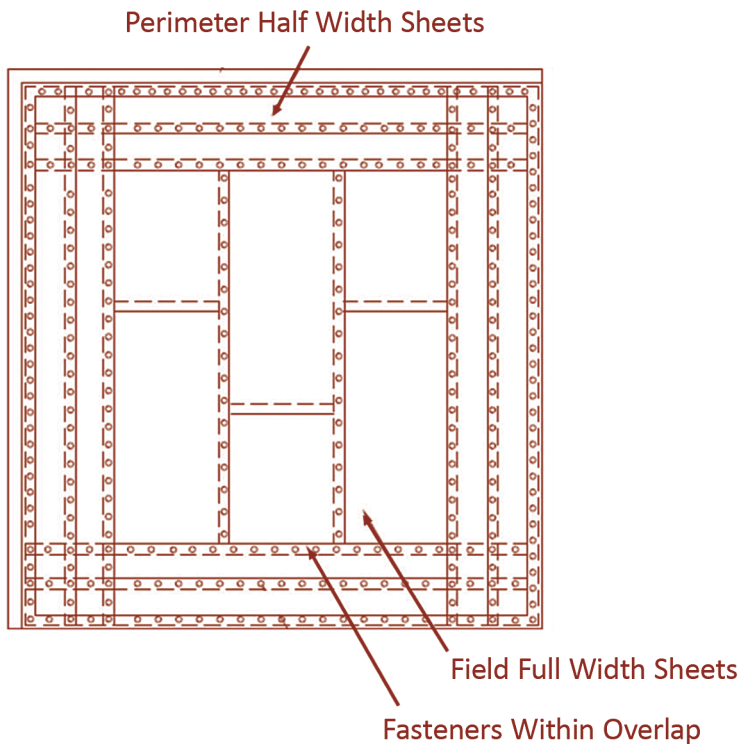 Perimeter Half Width Sheets
Field Full Width Sheets
Fasteners Within Overlap